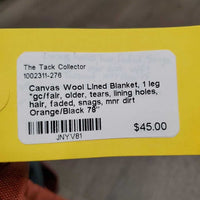 The Tack Collector
1002311-276
Canvas Wool Lined Blanket, 1 leg
*gc/fair, older, tears, lining holes,
hair, faded, snags, mnr dirt
Orange/Black 78"
$45.00
JNYV81